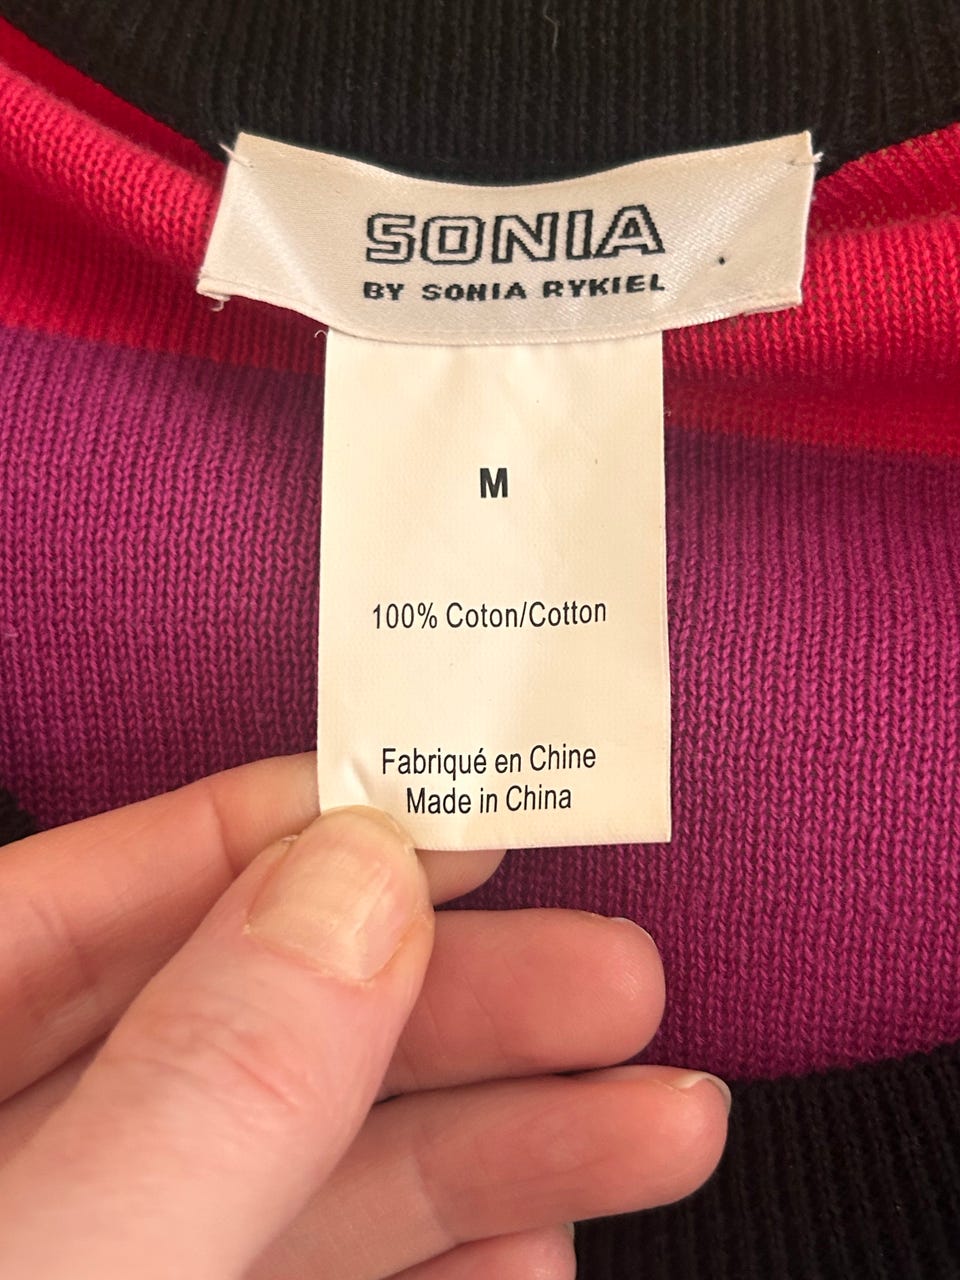 SONIA
BY SONIA RYKIEL
M
100% Coton/Cotton
Fabriqué en Chine
Made in China